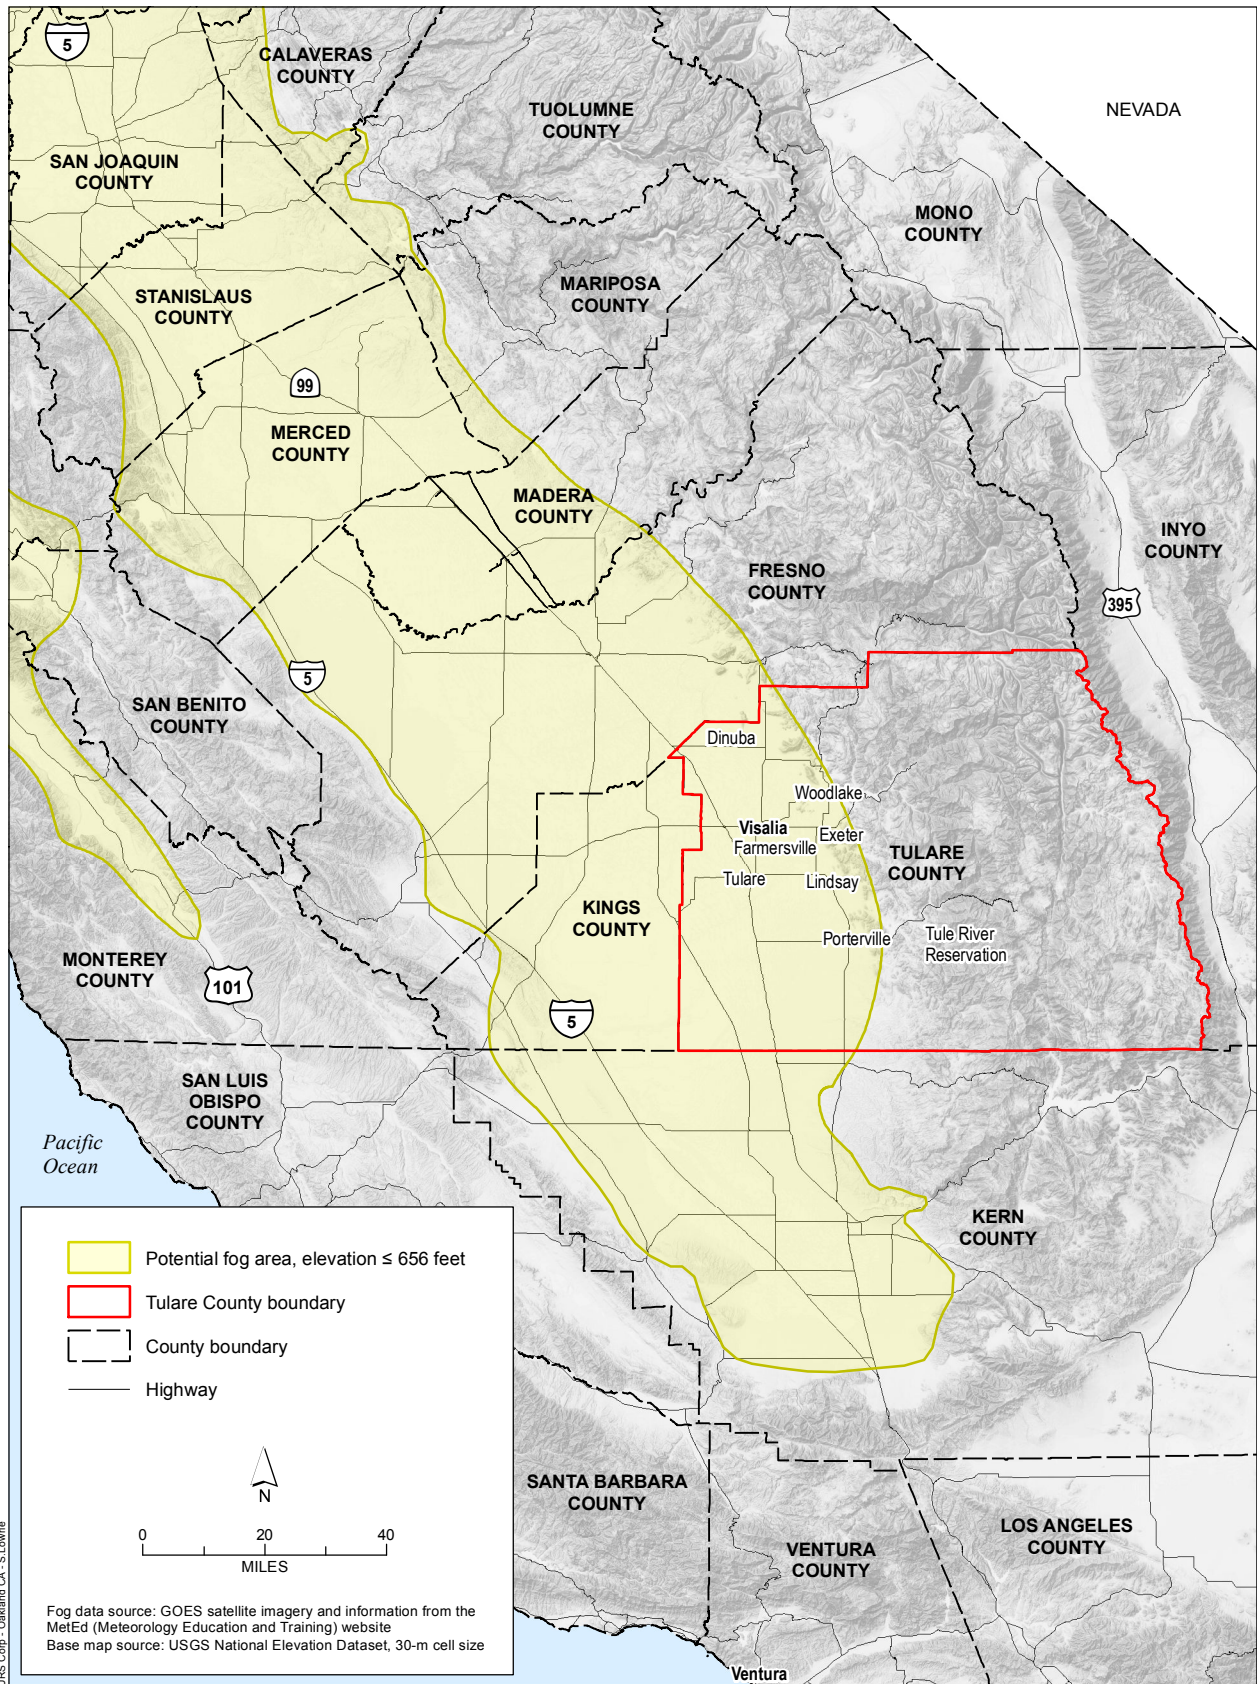 5
CALAVERAS
COUNTY
TUOLUMNE
COUNTY
NEVADA
SAN JOAQUIN
COUNTY
MONO
COUNTY
MARIPOSA
COUNTY
STANISLAUS
COUNTY
99
MERCED
COUNTY
MADERA
COUNTY
INYO
COUNTY
FRESNO
COUNTY
395
5
SAN BENITO
COUNTY
Dinuba
Woodlake
Visalia
Exeter
Farmersville
TULARE
COUNTY
Tulare
Lindsay
KINGS
COUNTY
Porterville
Tule River
Reservation
MONTEREY
COUNTY
101
5
SAN LUIS
OBISPO
COUNTY
Pacific
Ocean
KERN
COUNTY
Potential fog area, elevation ≤ 656 feet
Tulare County boundary
County boundary
Highway
N
0 20 40
MILES
SANTA BARBARA
COUNTY
LOS ANGELES
COUNTY
VENTURA
COUNTY
Fog data source: GOES satellite imagery and information from the
MetEd (Meteorology Education and Training) website
Base map source: USGS National Elevation Dataset, 30-m cell size
Ventura
URS Corp - Oakland CA - S.Lowne